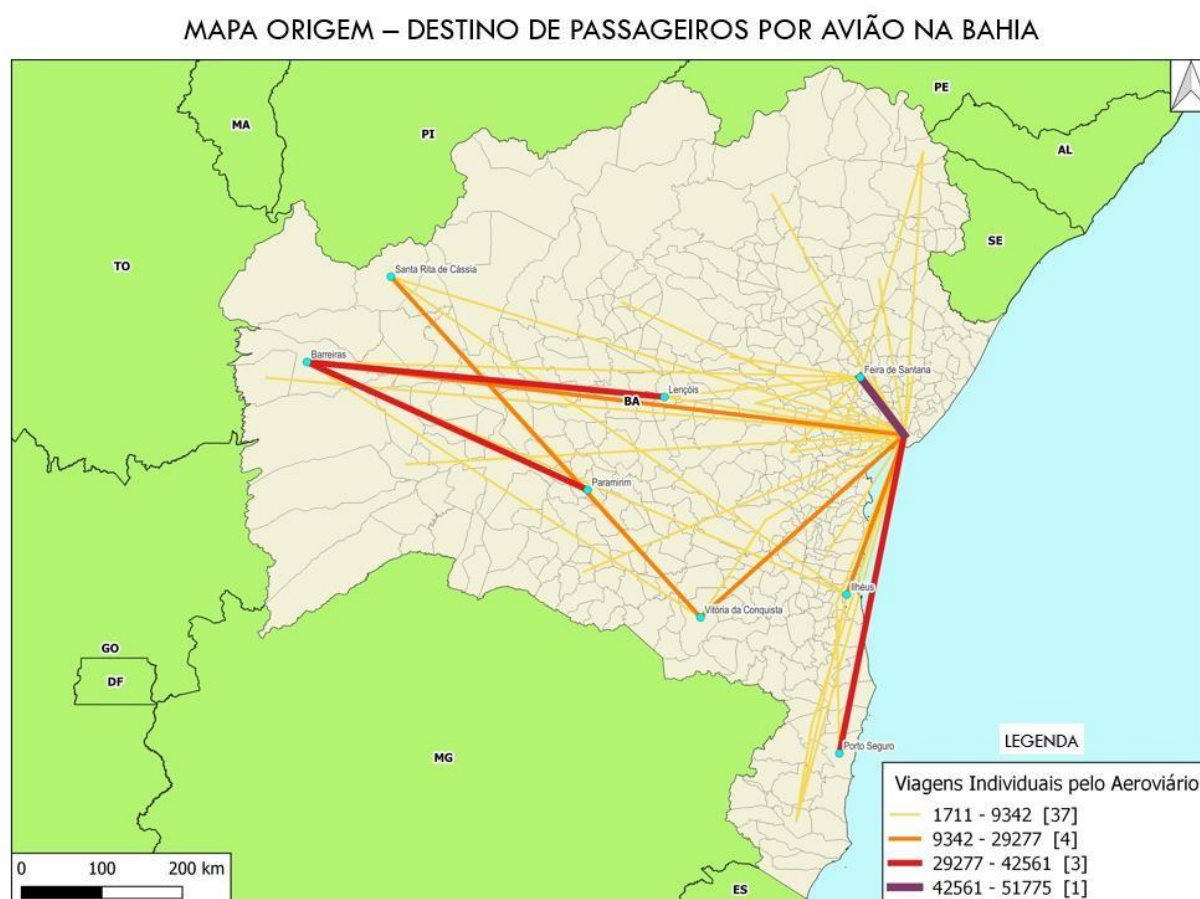 MAPA ORIGEM – DESTINO DE PASSAGEIROS POR AVIÃO NA BAHIA
PE
MA
PI
AL
SE
TO
Santa Rita de Cássia
Barreiras
Feira de Santana
Lençóis
BA
Paramirim
Ilhéus
Vitória da Conquista
GO
DF
Porto Seguro
MG
ES
LEGENDA
Viagens Individuais pelo Aeroviário
1711 - 9342 [37]
9342 - 29277 [4]
29277 - 42561 [3]
42561 - 51775 [1]
0 100 200 km